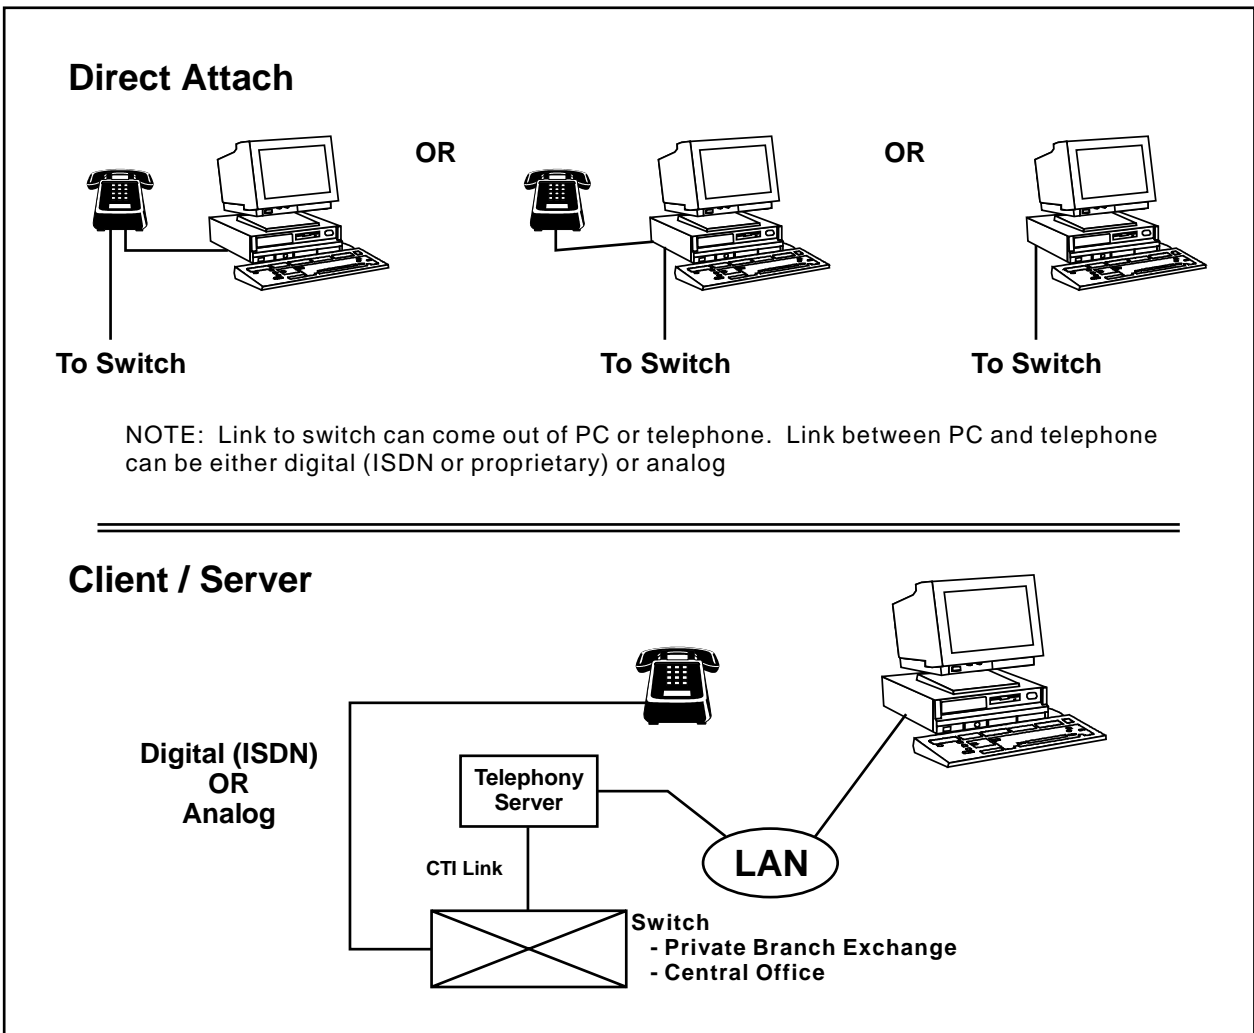 Direct Attach
OR
OR
To Switch
To Switch
To Switch
NOTE: Link to switch can come out of PC or telephone. Link between PC and telephone
can be either digital (ISDN or proprietary) or analog
Client / Server
Digital (ISDN)
OR
Analog
Telephony
Server
CTI Link
LAN
Switch
- Private Branch Exchange
- Central Office